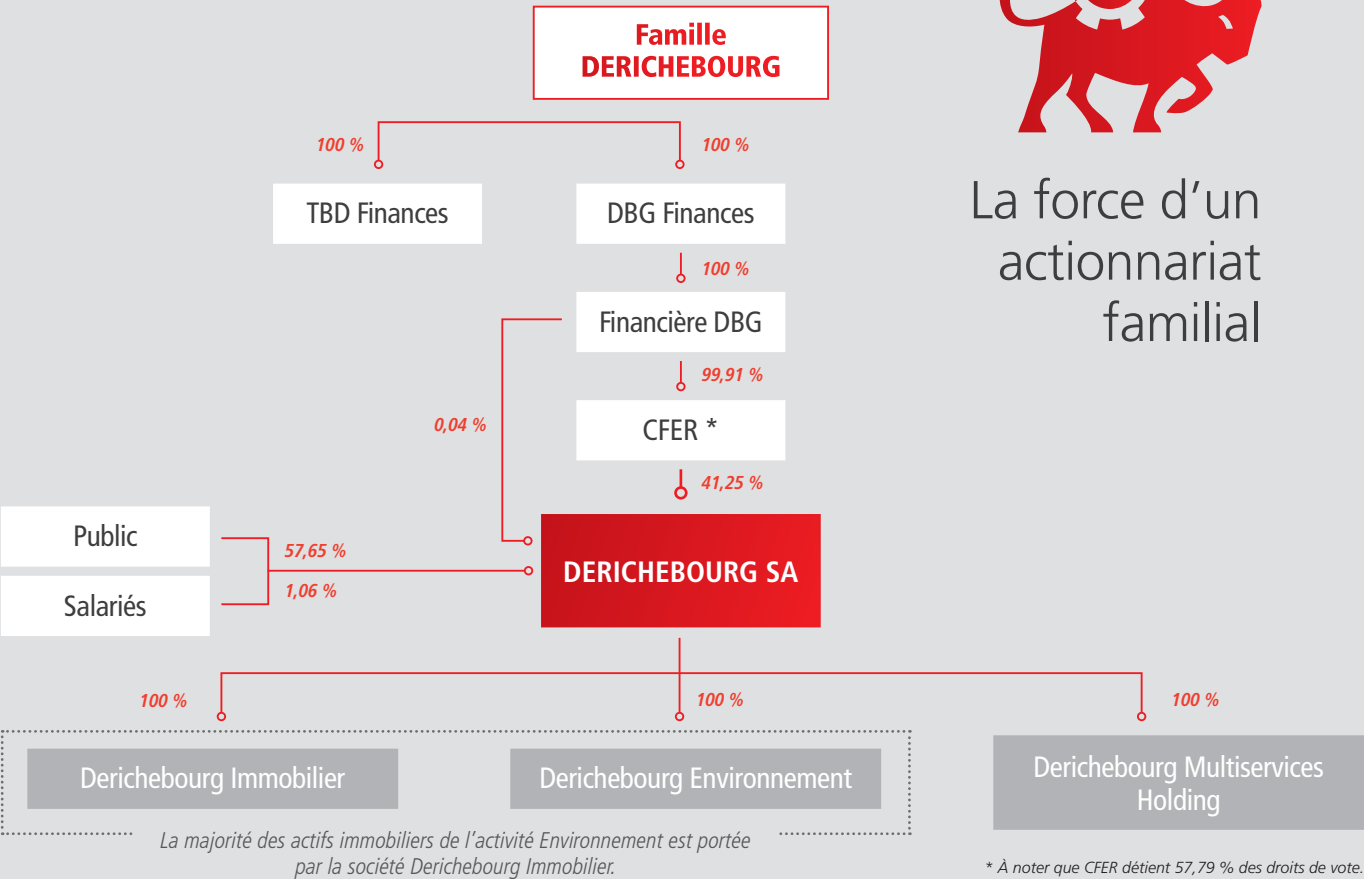 Famille
DERICHEBOURG
La force d’un
actionnariat
familial
100 %
100 %
TBD Finances
DBG Finances
100 %
Financière DBG
99,91 %
0,04 %
CFER *
41,25 %
Public
57,65 %
DERICHEBOURG SA
1,06 %
Salariés
100 %
100 %
100 %
Derichebourg Immobilier
Derichebourg Environnement
Derichebourg Multiservices
Holding
La majorité des actifs immobiliers de l’activité Environnement est portée
par la société Derichebourg Immobilier.
* À noter que CFER détient 57,79 % des droits de vote.